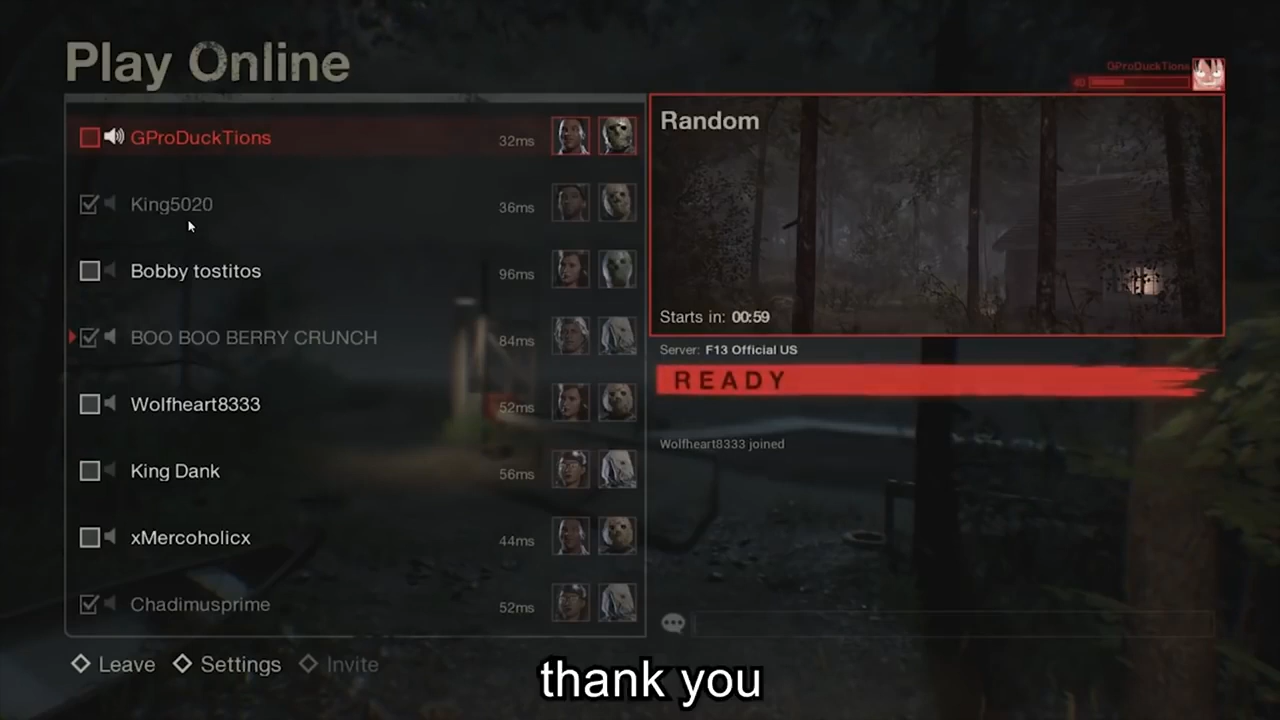 Play Online
GProDuckTions
40
GProDuckTions 32ms
King5020 36ms
Bobby tostitos 96ms
BOO BOO BERRY CRUNCH 84ms
Wolfheart8333 52ms
King Dank 56ms
xMercoholicx 44ms
Chadimusprime 52ms
Random
Starts in: 00:59
Server: F13 Official US
READY
Wolfheart8333 joined
Leave Settings Invite
thank you